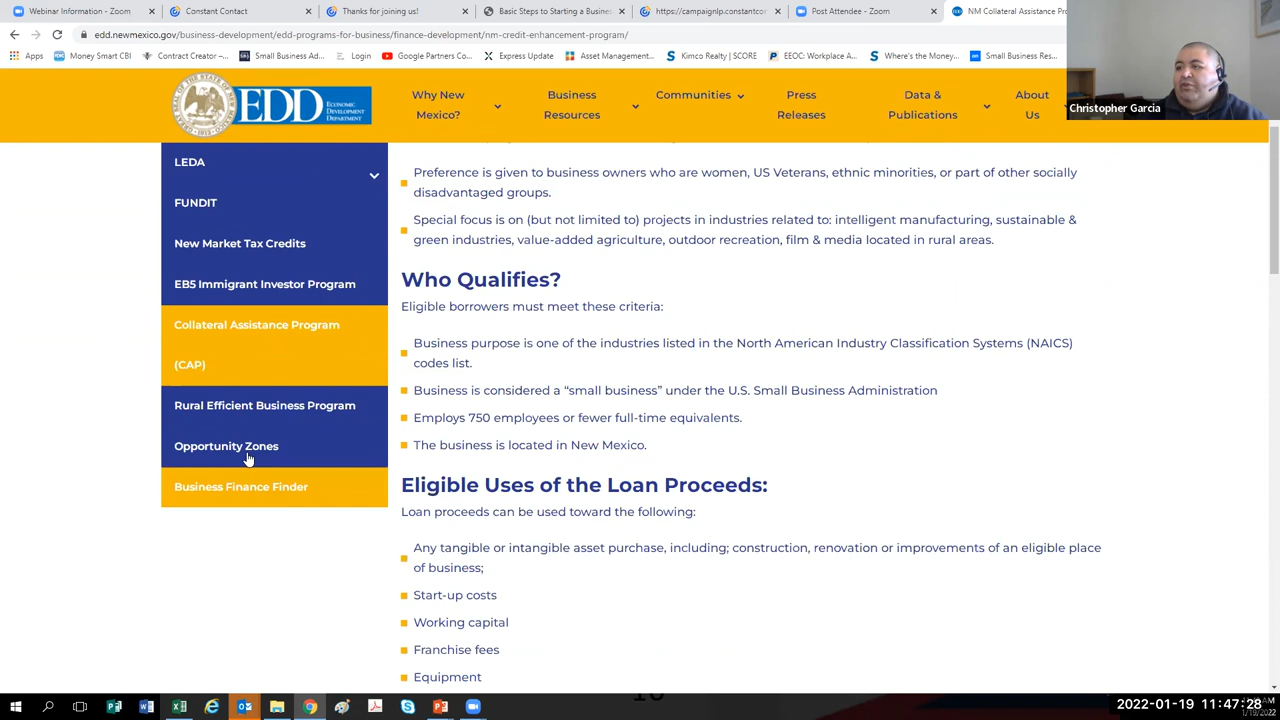 Webinar Information - Zoom
Constant Contact
Thanks for joining us!
Basic Steps to Starting a Busines
https://campaignlp.constantcon
Post Attendee - Zoom
NM Collateral Assistance Pro
edd.newmexico.gov/business-development/edd-programs-for-business/finance-development/nm-credit-enhancement-program/
Apps
Money Smart CBI
Contract Creator –...
Small Business Ad...
Login
Google Partners Co...
Express Update
Asset Management...
Kimco Realty | SCORE
EEOC: Workplace A...
Where's the Money...
Small Business Res...
Christopher Garcia
EDD
ECONOMIC
DEVELOPMENT
DEPARTMENT
Why New
Mexico?
Business
Resources
Communities
Press
Releases
Data &
Publications
About
Us
LEDA
FUNDIT
New Market Tax Credits
EB5 Immigrant Investor Program
Collateral Assistance Program
(CAP)
Rural Efficient Business Program
Opportunity Zones
Business Finance Finder
Preference is given to business owners who are women, US Veterans, ethnic minorities, or part of other socially
disadvantaged groups.
Special focus is on (but not limited to) projects in industries related to: intelligent manufacturing, sustainable &
green industries, value-added agriculture, outdoor recreation, film & media located in rural areas.
Who Qualifies?
Eligible borrowers must meet these criteria:
Business purpose is one of the industries listed in the North American Industry Classification Systems (NAICS)
codes list.
Business is considered a “small business” under the U.S. Small Business Administration
Employs 750 employees or fewer full-time equivalents.
The business is located in New Mexico.
Eligible Uses of the Loan Proceeds:
Loan proceeds can be used toward the following:
Any tangible or intangible asset purchase, including; construction, renovation or improvements of an eligible place
of business;
Start-up costs
Working capital
Franchise fees
Equipment
2022-01-19 11:47:28